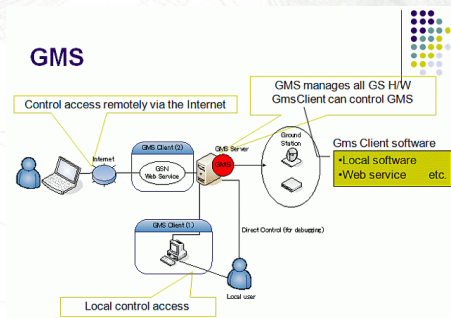 GMS
GMS manages all GS H/W
GmsClient can control GMS
Control access remotely via the Internet
Ground
Station
Gms Client software
•Local software
•Web service etc.
Internet
GMS Client (2)
GSN
Web Service
GMS Server
GMS
GMS Client (1)
Direct Control (for debugging)
Local user
Local control access